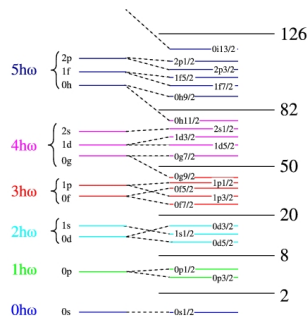 126
0i13/2
2p
2p1/2
5hω
1f
2p3/2
1f5/2
0h
1f7/2
0h9/2
82
0h11/2
2s
2s1/2
4hω
1d
1d3/2
1d5/2
0g
0g7/2
50
0g9/2
1p
1p1/2
3hω
0f5/2
0f
1p3/2
0f7/2
20
1s
0d3/2
2hω
1s1/2
0d
0d5/2
8
1hω
0p
0p1/2
0p3/2
2
0hω
0s
0s1/2